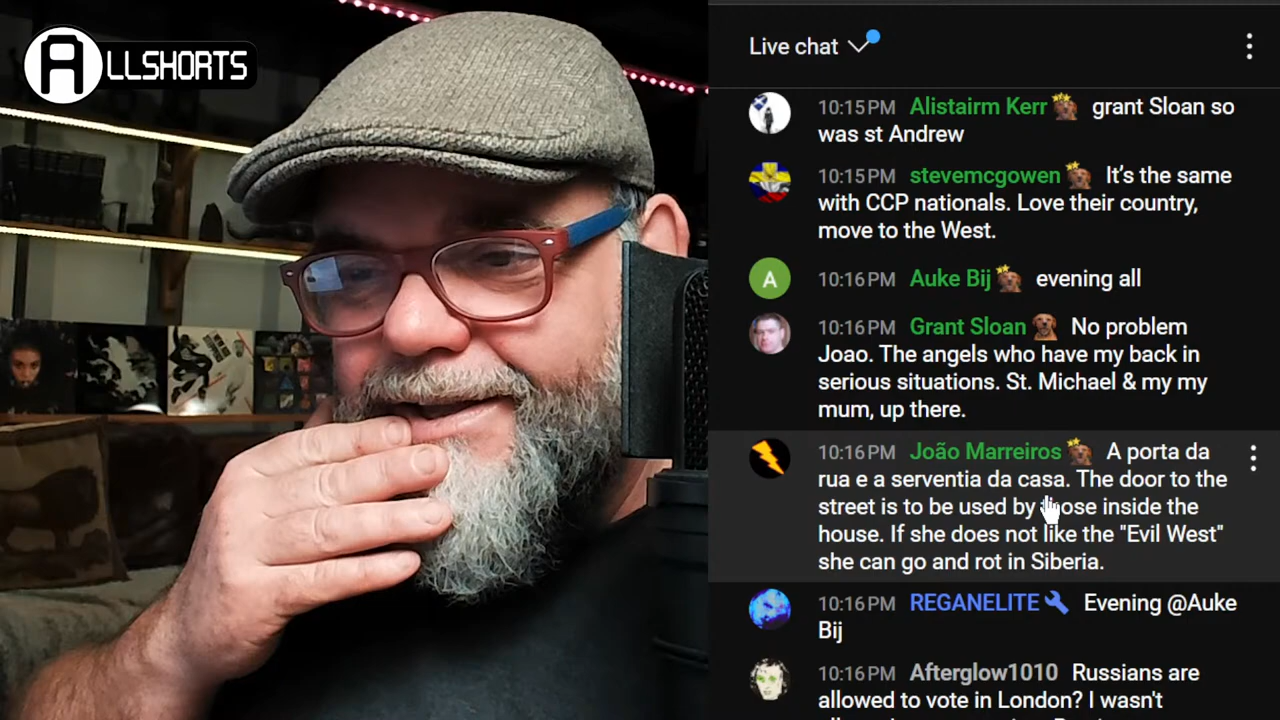 ALLSHORTS
Live chat
10:15 PM Alistairm Kerr grant Sloan so
was st Andrew
10:15 PM stevemcgowen It's the same
with CCP nationals. Love their country,
move to the West.
A
10:16 PM Auke Bij evening all
10:16 PM Grant Sloan No problem
Joao. The angels who have my back in
serious situations. St. Michael & my my
mum, up there.
10:16 PM João Marreiros A porta da
rua e a serventia da casa. The door to the
street is to be used by those inside the
house. If she does not like the "Evil West"
she can go and rot in Siberia.
10:16 PM REGANELITE Evening @Auke
Bij
10:16 PM Afterglow1010 Russians are
allowed to vote in London? I wasn't